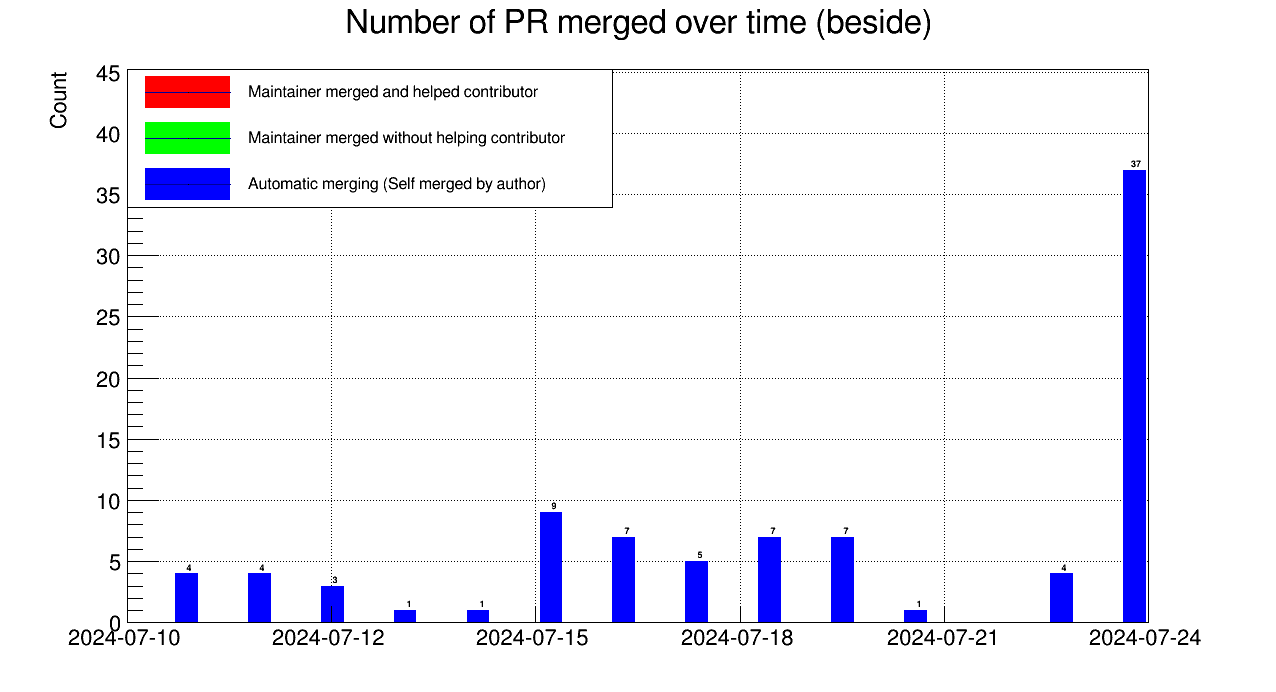 Number of PR merged over time (beside)
Count
45
40
35
30
25
20
15
10
5
0
Maintainer merged and helped contributor
Maintainer merged without helping contributor
Automatic merging (Self merged by author)
4 4 3 1 1 9 7 5 7 7 1 4 37
2024-07-10 2024-07-12 2024-07-15 2024-07-18 2024-07-21 2024-07-24